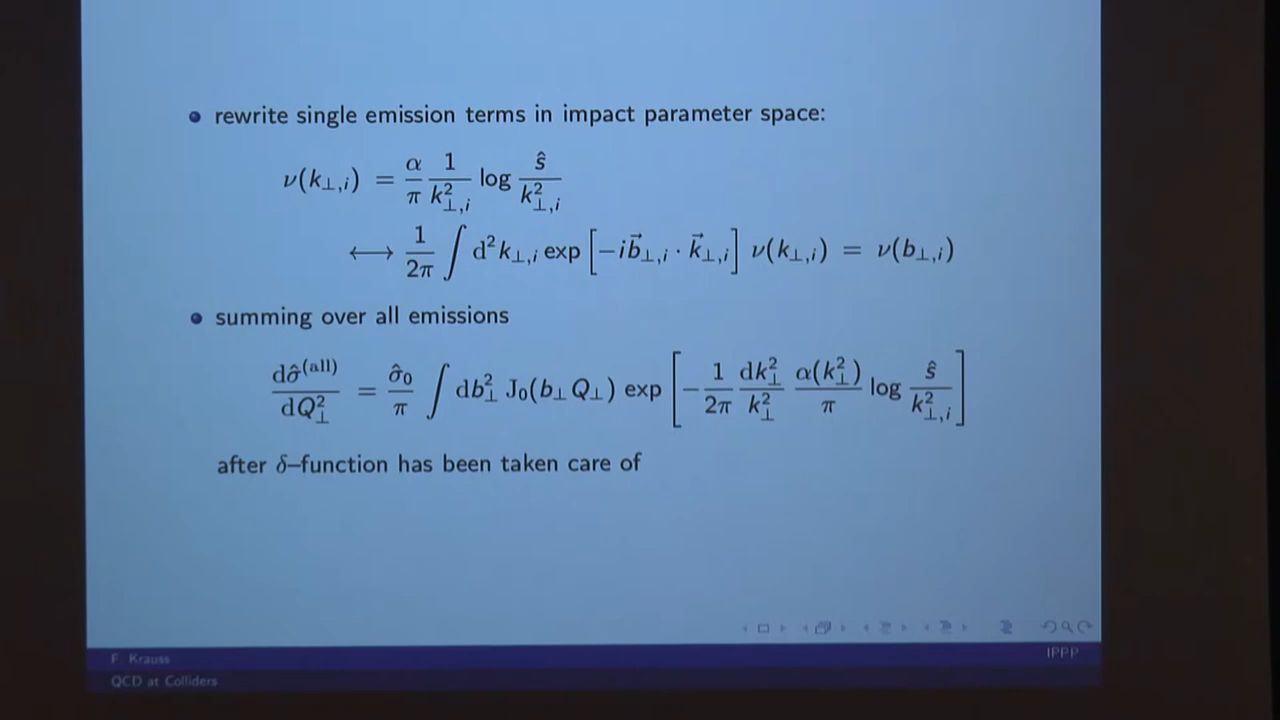 rewrite single emission terms in impact parameter space:
ν(k⊥,i) = α/π 1/k²⊥,i log ŝ/k²⊥,i
⟷ 1/2π ∫ d²k⊥,i exp [−ib⃗⊥,i · k⃗⊥,i] ν(k⊥,i) = ν(b⊥,i)
summing over all emissions
dσ̂(all)/dQ²⊥ = σ̂₀/π ∫ db²⊥ J₀(b⊥Q⊥) exp [−1/2π dk²⊥/k²⊥ α(k²⊥)/π log ŝ/k²⊥,i]
after δ–function has been taken care of
F. Krauss
IPPP
QCD at Colliders